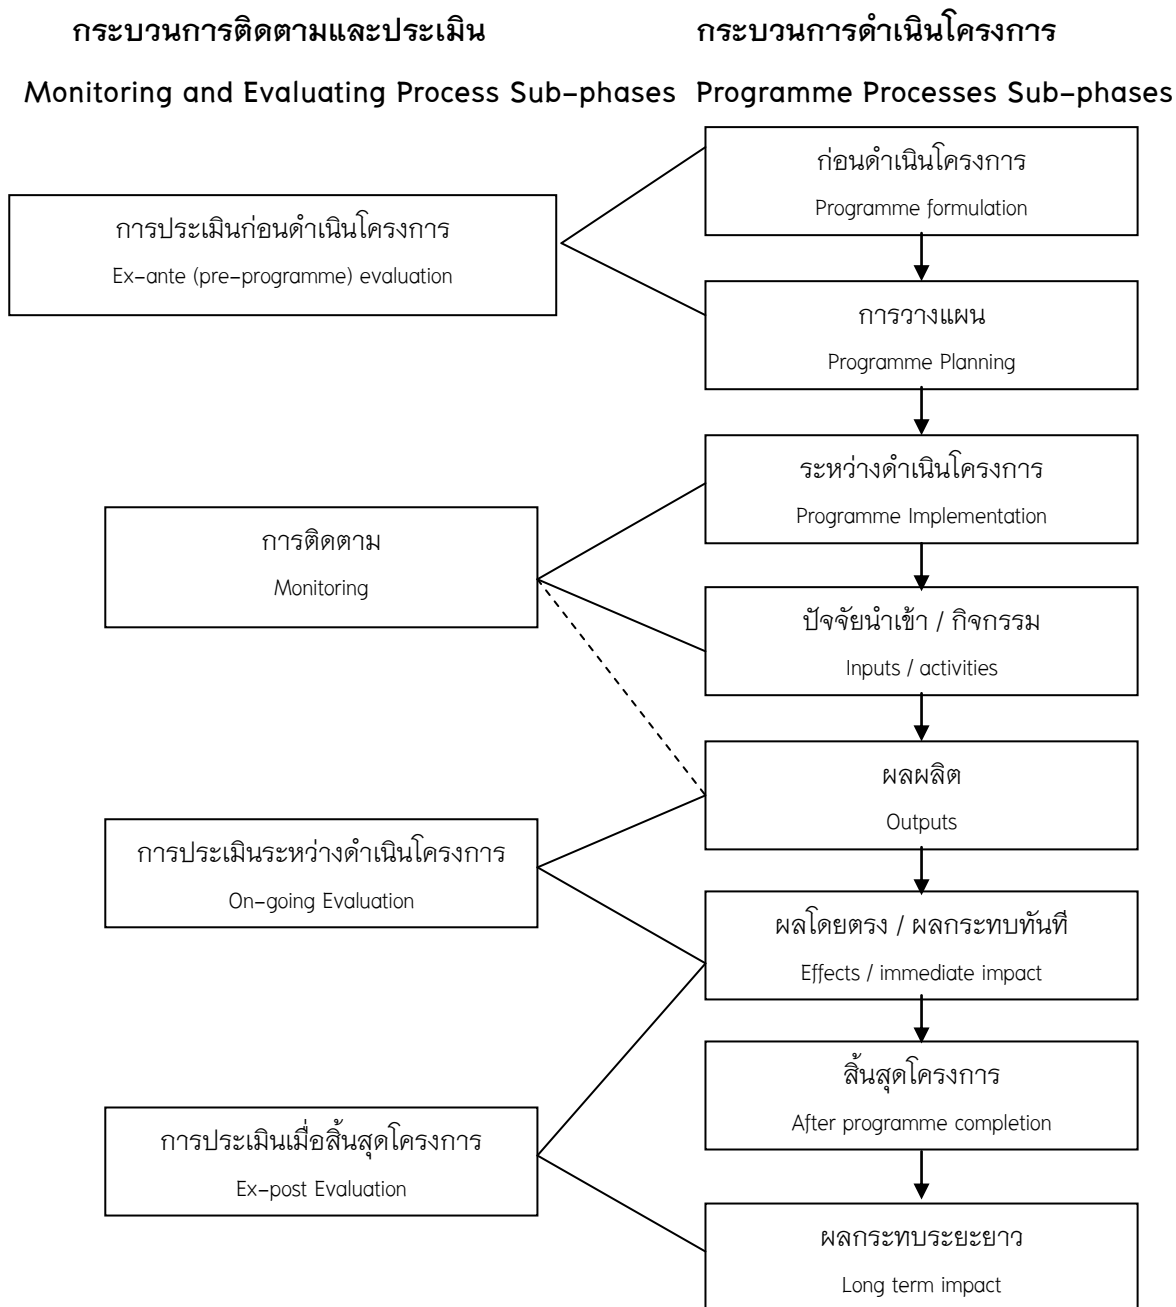 กระบวนการติดตามและประเมิน
Monitoring and Evaluating Process Sub-phases
กระบวนการดำเนินโครงการ
Programme Processes Sub-phases
การประเมินก่อนดำเนินโครงการ
Ex-ante (pre-programme) evaluation
ก่อนดำเนินโครงการ
Programme formulation
การวางแผน
Programme Planning
การติดตาม
Monitoring
ระหว่างดำเนินโครงการ
Programme Implementation
ปัจจัยนำเข้า / กิจกรรม
Inputs / activities
ผลผลิต
Outputs
การประเมินระหว่างดำเนินโครงการ
On-going Evaluation
ผลโดยตรง / ผลกระทบทันที
Effects / immediate impact
สิ้นสุดโครงการ
After programme completion
การประเมินเมื่อสิ้นสุดโครงการ
Ex-post Evaluation
ผลกระทบระยะยาว
Long term impact